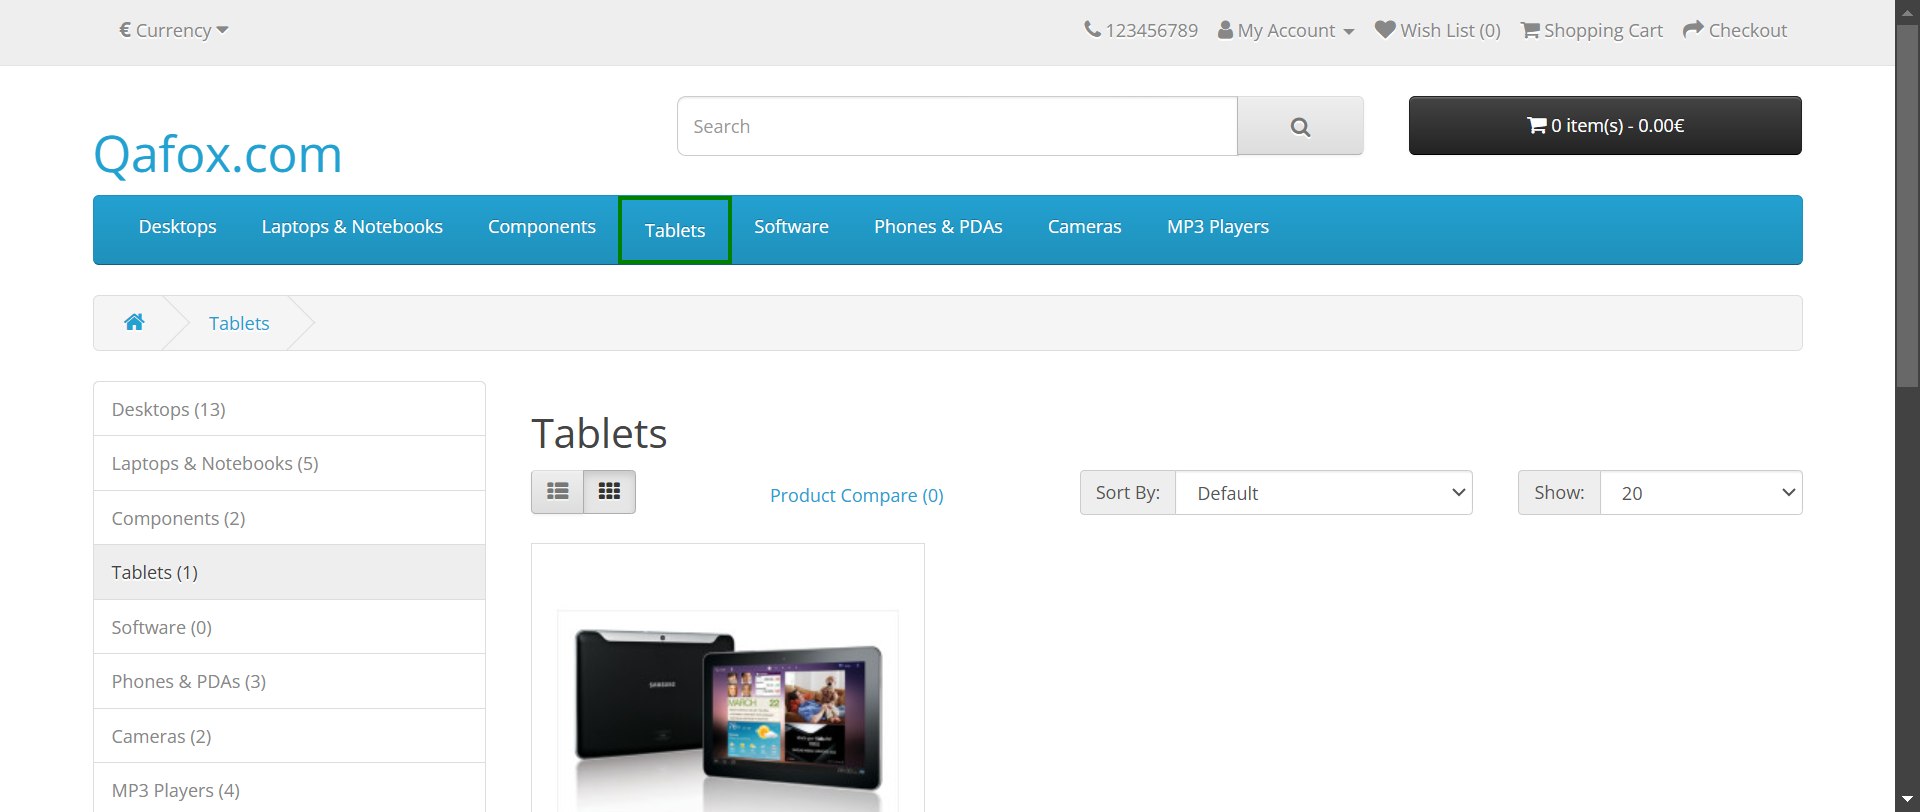 € Currency
123456789 My Account Wish List (0) Shopping Cart Checkout
Qafox.com
Search
0 item(s) - 0.00€
Desktops Laptops & Notebooks Components Tablets Software Phones & PDAs Cameras MP3 Players
Tablets
Desktops (13)
Laptops & Notebooks (5)
Components (2)
Tablets (1)
Software (0)
Phones & PDAs (3)
Cameras (2)
MP3 Players (4)
Tablets
Product Compare (0)
Sort By: Default
Show: 20
SAMSUNG
MARCH 22